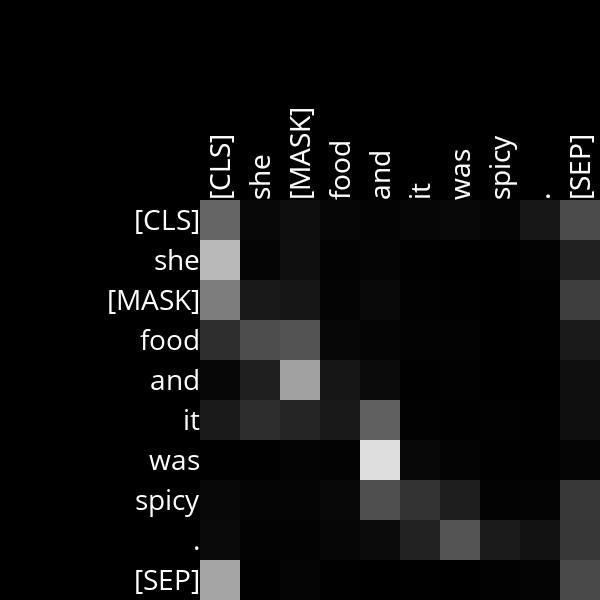 [CLS] she [MASK] food and it was spicy . [SEP]
[CLS]
she
[MASK]
food
and
it
was
spicy
.
[SEP]